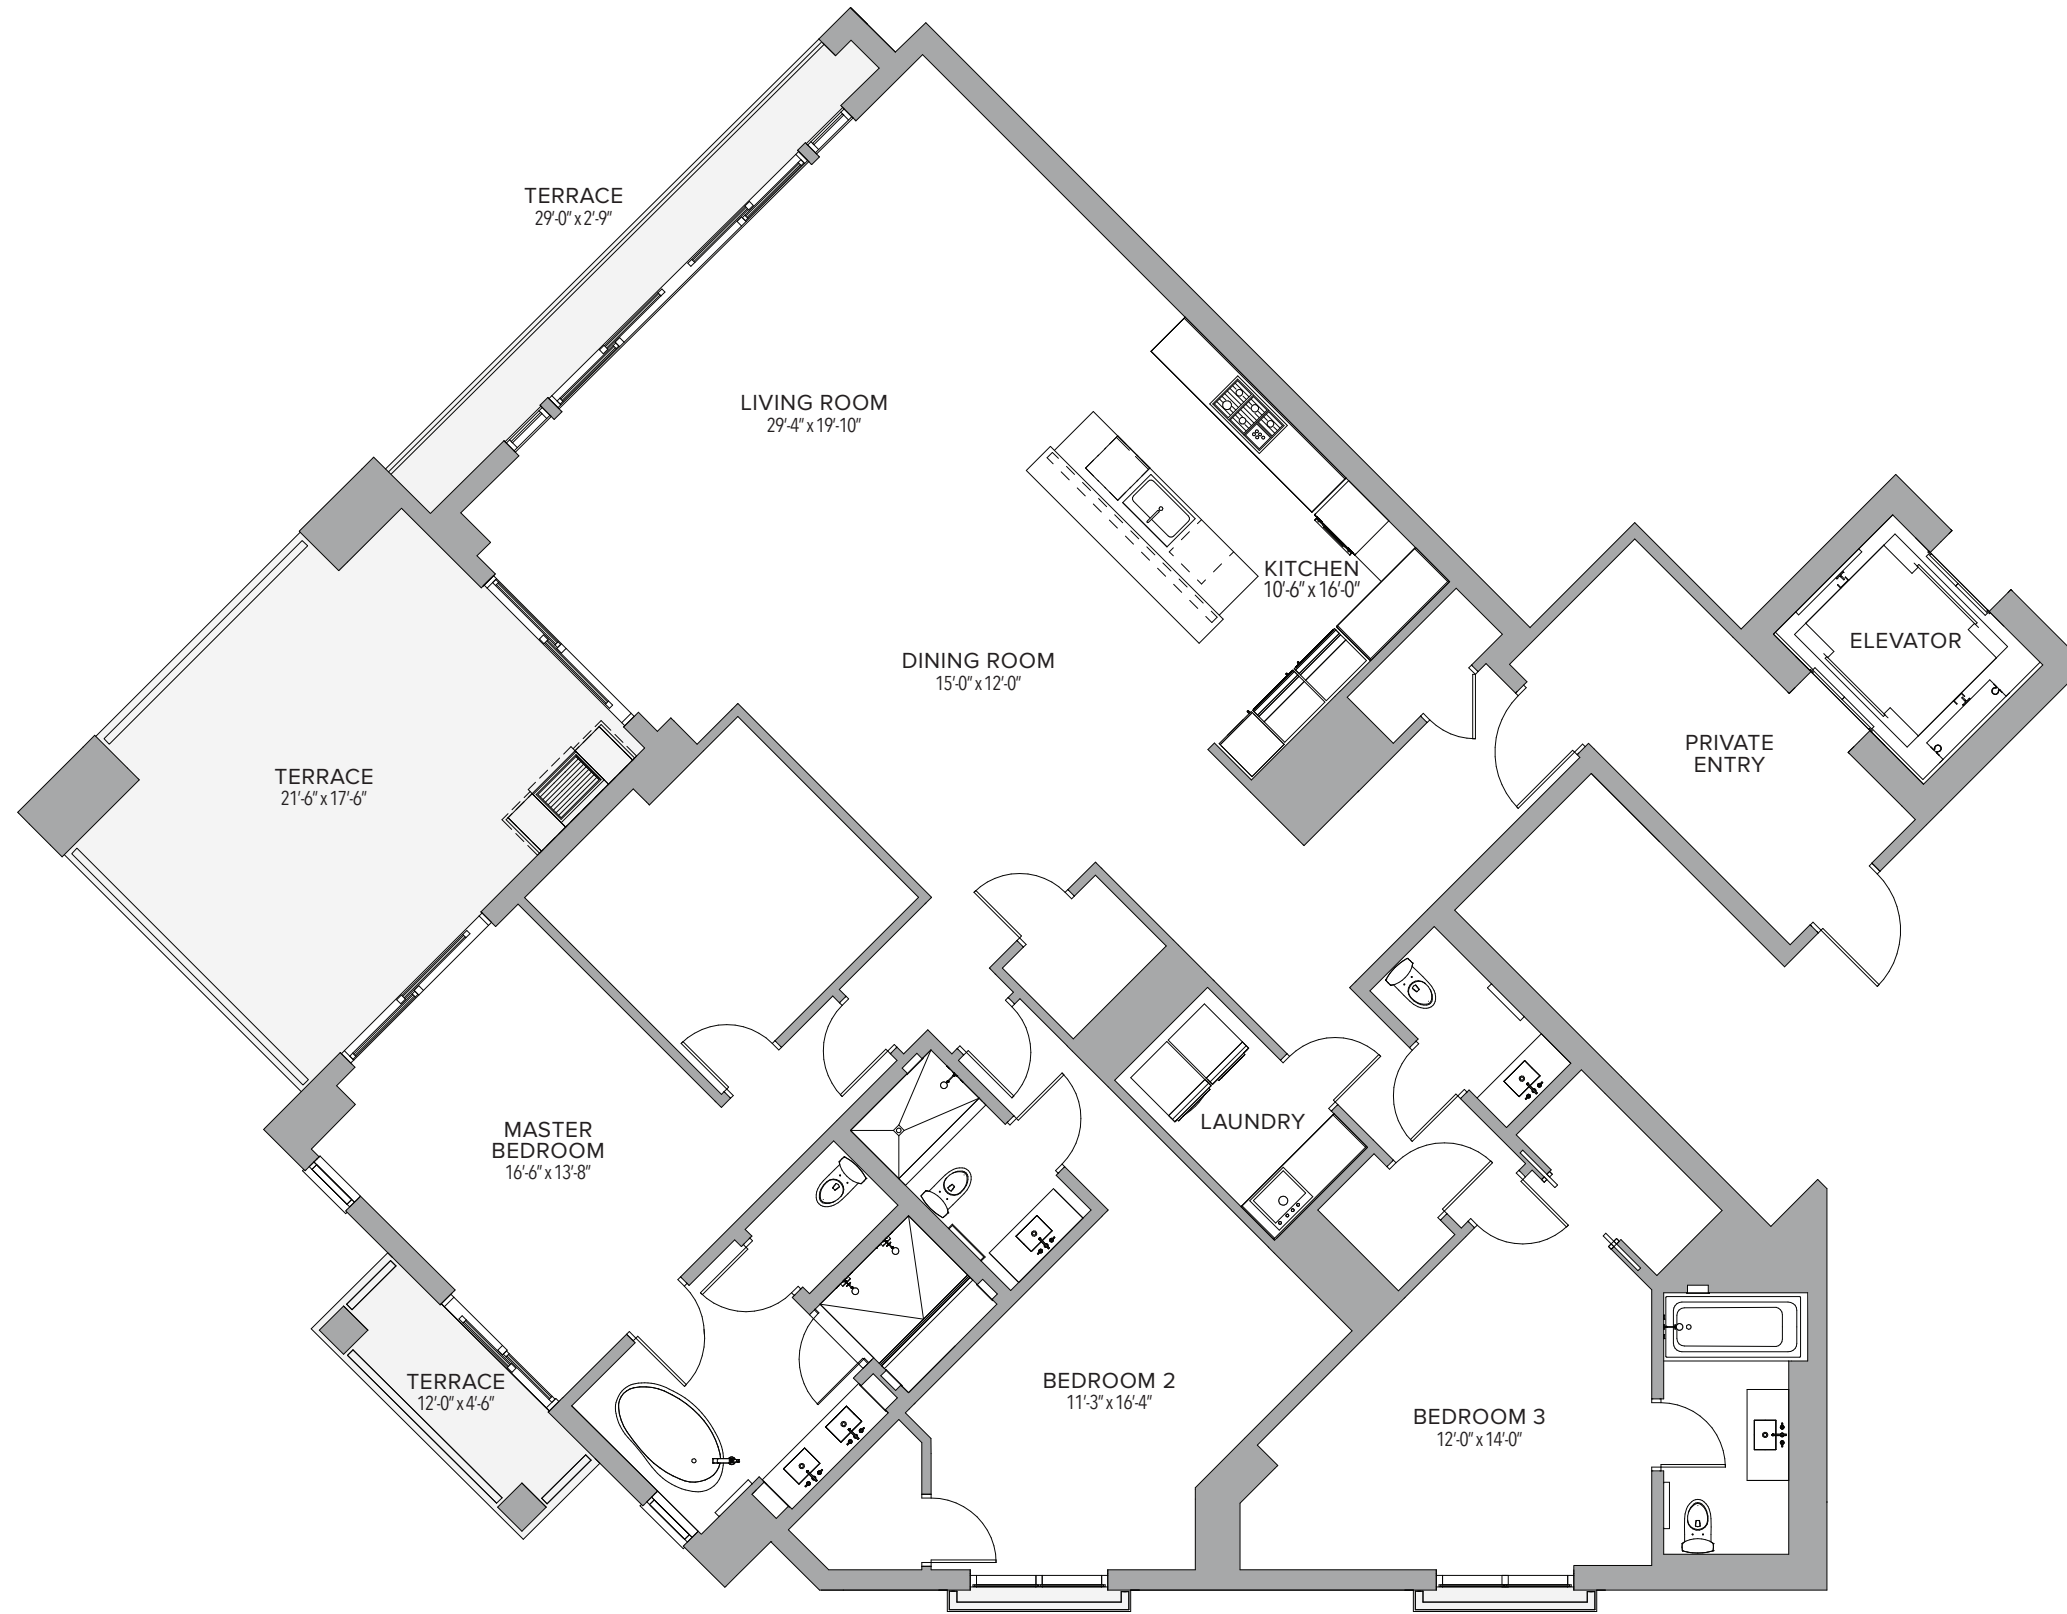 TERRACE
29'-0" x 2'-9"
LIVING ROOM
29'-4" x 19'-10"
KITCHEN
10'-6" x 16'-0"
ELEVATOR
DINING ROOM
15'-0" x 12'-0"
PRIVATE
ENTRY
TERRACE
21'-6" x 17'-6"
LAUNDRY
MASTER
BEDROOM
16'-6" x 13'-8"
TERRACE
12'-0" x 4'-6"
BEDROOM 2
11'-3" x 16'-4"
BEDROOM 3
12'-0" x 14'-0"